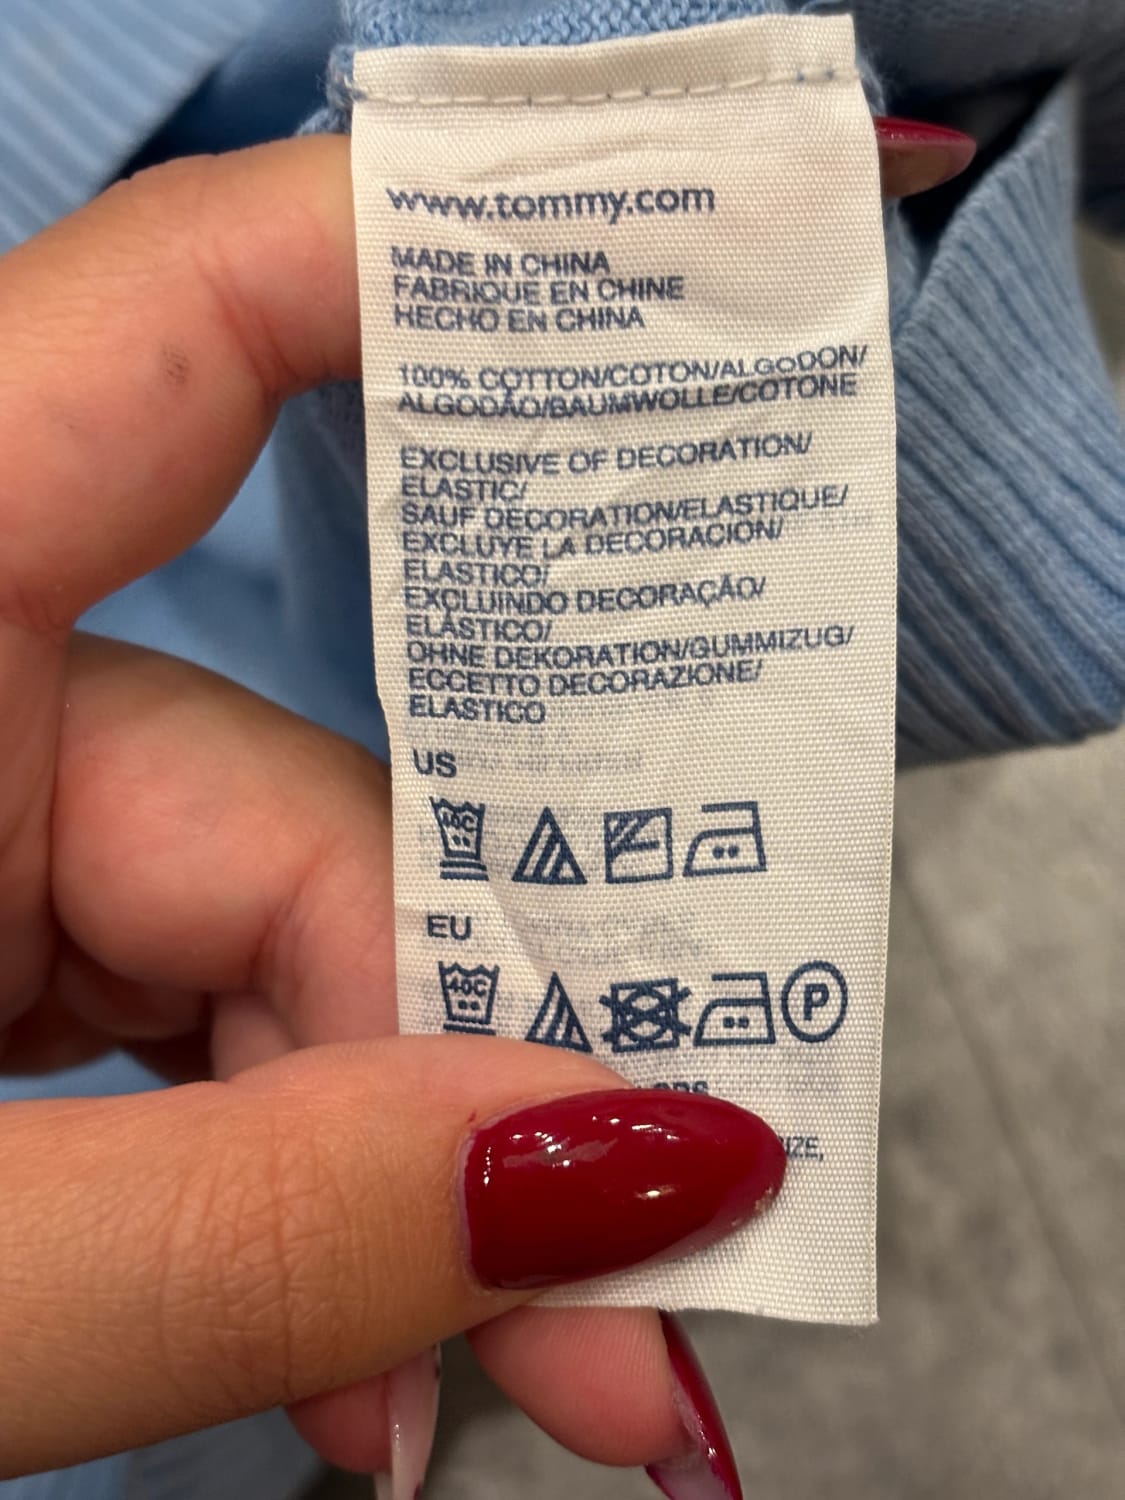 www.tommy.com
MADE IN CHINA
FABRIQUE EN CHINE
HECHO EN CHINA
100% COTTON/COTON/ALGODON/
ALGODÃO/BAUMWOLLE/COTONE
EXCLUSIVE OF DECORATION/
ELASTIC/
SAUF DECORATION/ELASTIQUE/
EXCLUYE LA DECORACION/
ELASTICO/
EXCLUINDO DECORAÇÃO/
ELÁSTICO/
OHNE DEKORATION/GUMMIZUG/
ECCETTO DECORAZIONE/
ELASTICO
US
EU
40C
P